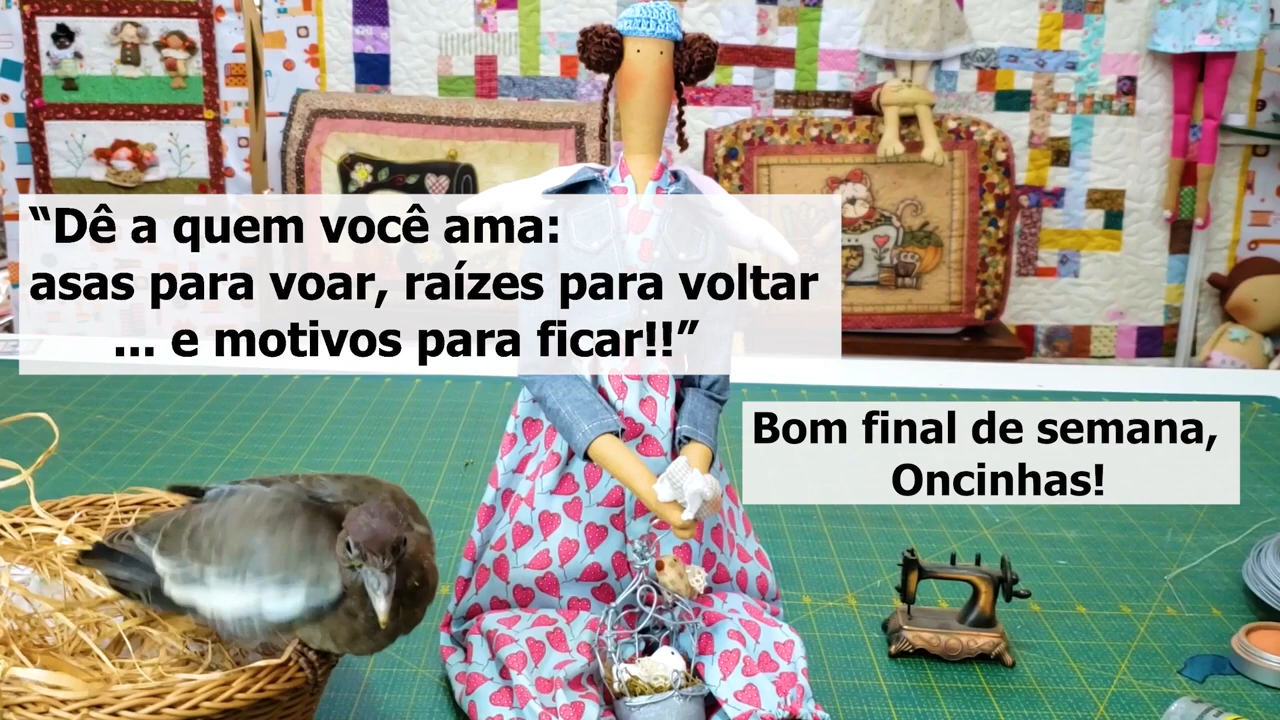 “Dê a quem você ama:
asas para voar, raízes para voltar
... e motivos para ficar!!”
Bom final de semana,
Oncinhas!